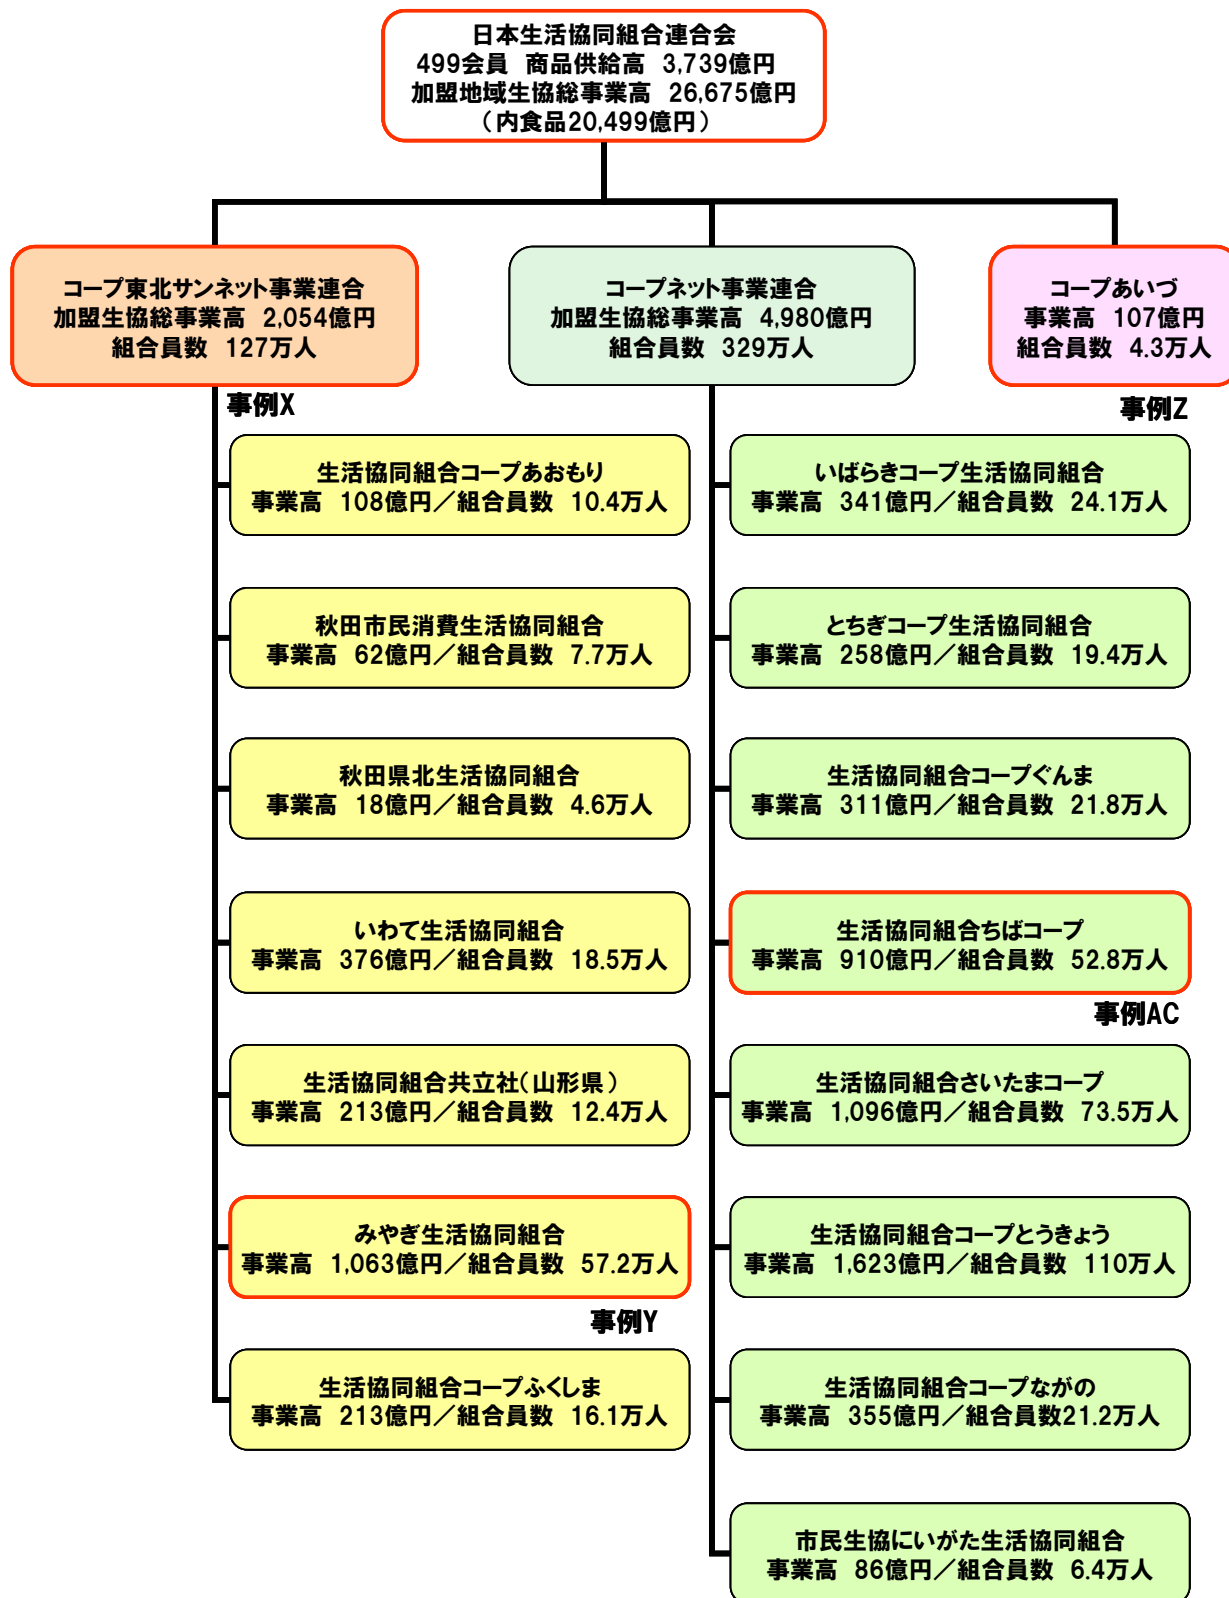 日本生活協同組合連合会
499会員 商品供給高 3,739億円
加盟地域生協総事業高 26,675億円
（内食品20,499億円）
コープ東北サンネット事業連合
加盟生協総事業高 2,054億円
組合員数 127万人
事例X
コープネット事業連合
加盟生協総事業高 4,980億円
組合員数 329万人
コープあいづ
事業高 107億円
組合員数 4.3万人
事例Z
生活協同組合コープあおもり
事業高 108億円／組合員数 10.4万人
秋田市民消費生活協同組合
事業高 62億円／組合員数 7.7万人
秋田県北生活協同組合
事業高 18億円／組合員数 4.6万人
いわて生活協同組合
事業高 376億円／組合員数 18.5万人
生活協同組合共立社（山形県）
事業高 213億円／組合員数 12.4万人
みやぎ生活協同組合
事業高 1,063億円／組合員数 57.2万人
事例Y
生活協同組合コープふくしま
事業高 213億円／組合員数 16.1万人
いばらきコープ生活協同組合
事業高 341億円／組合員数 24.1万人
とちぎコープ生活協同組合
事業高 258億円／組合員数 19.4万人
生活協同組合コープぐんま
事業高 311億円／組合員数 21.8万人
生活協同組合ちばコープ
事業高 910億円／組合員数 52.8万人
事例AC
生活協同組合さいたまコープ
事業高 1,096億円／組合員数 73.5万人
生活協同組合コープとうきょう
事業高 1,623億円／組合員数 110万人
生活協同組合コープながの
事業高 355億円／組合員数21.2万人
市民生協にいがた生活協同組合
事業高 86億円／組合員数 6.4万人